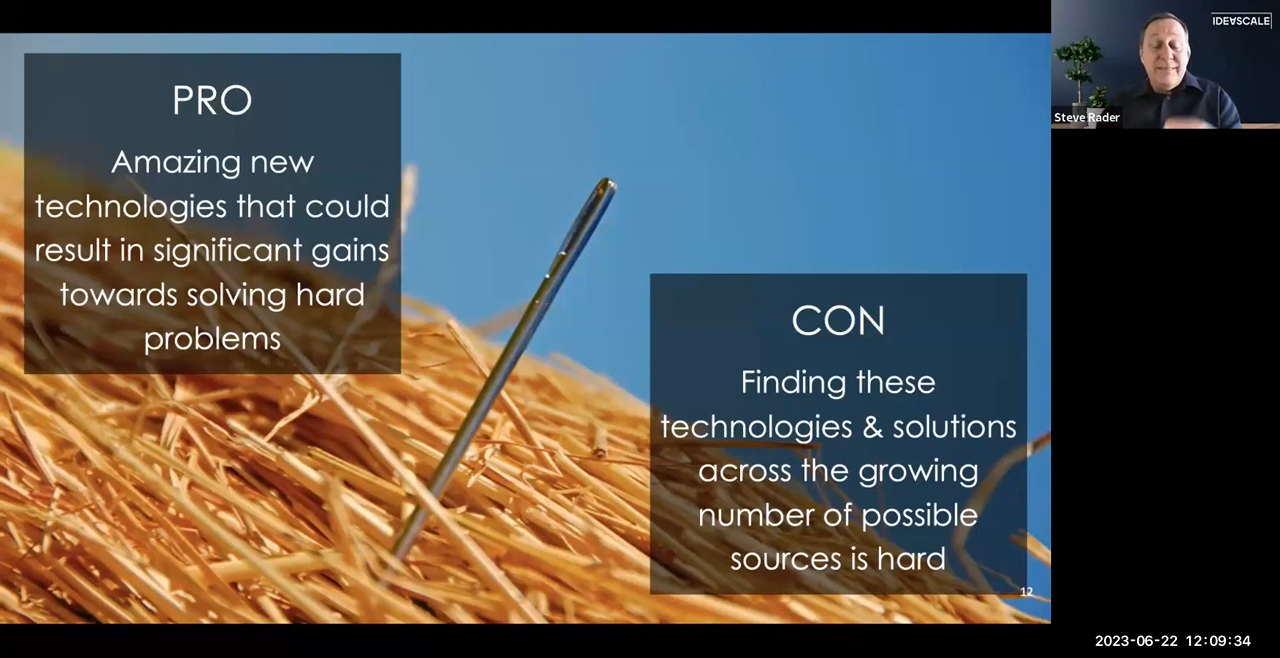 PRO
Amazing new
technologies that could
result in significant gains
towards solving hard
problems
CON
Finding these
technologies & solutions
across the growing
number of possible
sources is hard
12
IDEASCALE
Steve Rader
2023-06-22 12:09:34